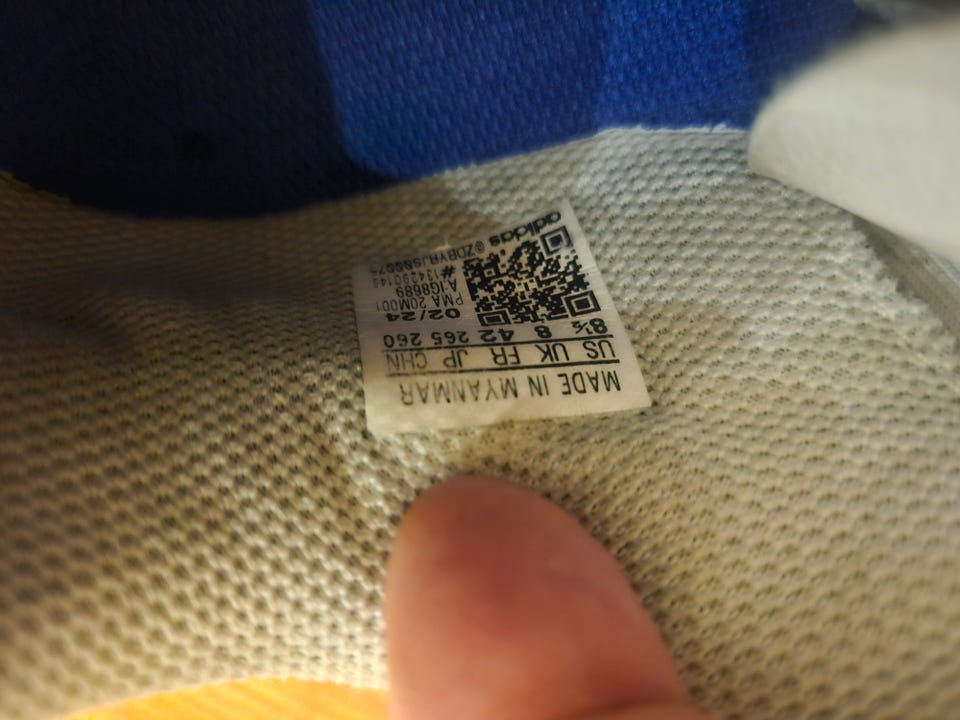 MADE IN MYANMAR
US UK FR JP CHN
8½ 8 42 265 260
02/24
PMA 20M001
A IG8689
adidas